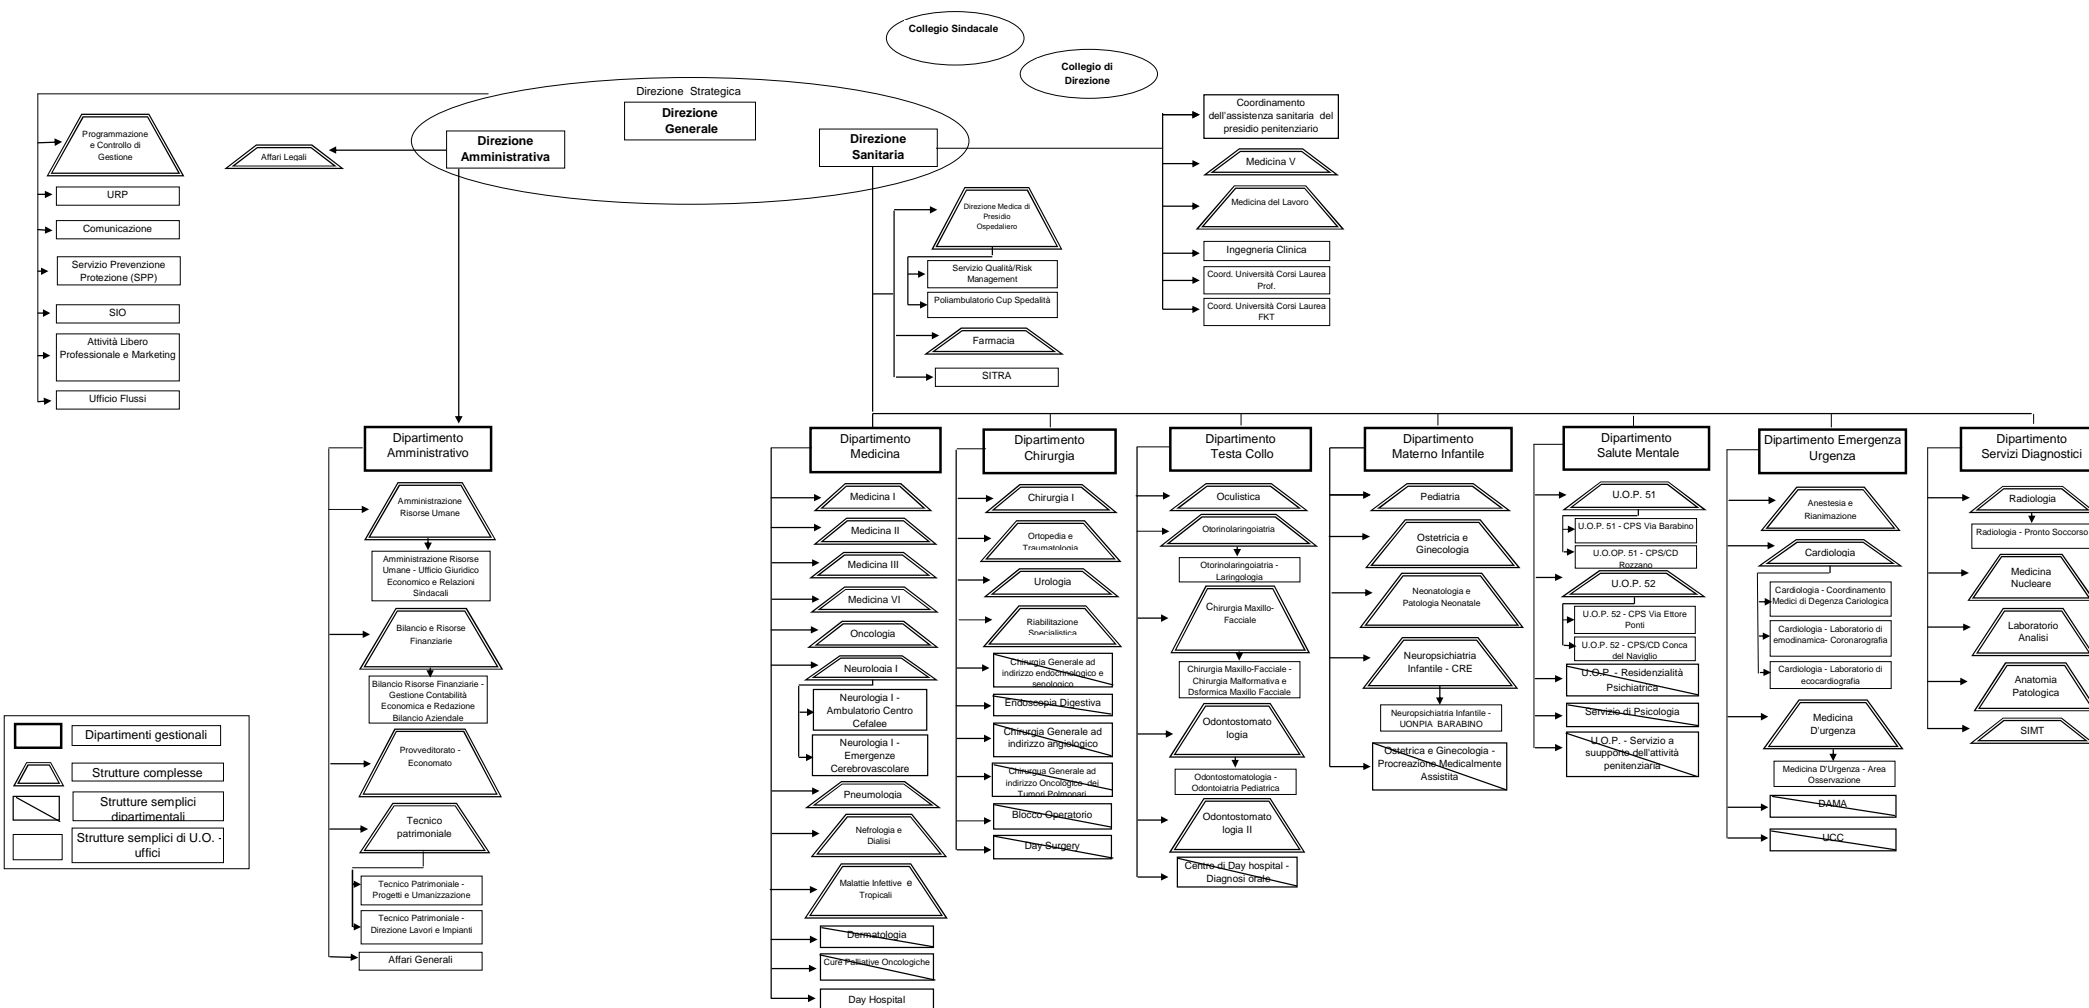 Collegio Sindacale
Collegio di
Direzione
Direzione Strategica
Direzione
Generale
Direzione
Amministrativa
Direzione
Sanitaria
Programmazione
e Controllo di
Gestione
URP
Comunicazione
Servizio Prevenzione
Protezione (SPP)
SIO
Attività Libero
Professionale e Marketing
Ufficio Flussi
Affari Legali
Coordinamento
dell'assistenza sanitaria del
presidio penitenziario
Medicina V
Medicina del Lavoro
Ingegneria Clinica
Coord. Università Corsi Laurea
Prof.
Coord. Università Corsi Laurea
FKT
Direzione Medica di
Presidio
Ospedaliero
Servizio Qualità/Risk
Management
Poliambulatorio Cup Spedalità
Farmacia
SITRA
Dipartimento
Amministrativo
Amministrazione
Risorse Umane
Amministrazione Risorse
Umane - Ufficio Giuridico
Economico e Relazioni
Sindacali
Bilancio e Risorse
Finanziarie
Bilancio Risorse Finanziarie -
Gestione Contabilità
Economica e Redazione
Bilancio Aziendale
Provveditorato -
Economato
Tecnico
patrimoniale
Tecnico Patrimoniale -
Progetti e Umanizzazione
Tecnico Patrimoniale -
Direzione Lavori e Impianti
Affari Generali
Dipartimento
Medicina
Medicina I
Medicina II
Medicina III
Medicina VI
Oncologia
Neurologia I
Neurologia I -
Ambulatorio Centro
Cefalee
Neurologia I -
Emergenze
Cerebrovascolare
Pneumologia
Nefrologia e
Dialisi
Malattie Infettive e
Tropicali
Dermatologia
Cure Palliative Oncologiche
Day Hospital
Dipartimento
Chirurgia
Chirurgia I
Ortopedia e
Traumatologia
Urologia
Riabilitazione
Specialistica
Chirurgia Generale ad
indirizzo endocrinologico e
senologico
Endoscopia Digestiva
Chirurgia Generale ad
indirizzo angiologico
Chirurgua Generale ad
indirizzo Oncologico dei
Tumori Polmonari
Blocco Operatorio
Day Surgery
Dipartimento
Testa Collo
Oculistica
Otorinolaringoiatria
Otorinolaringoiatria -
Laringologia
Chirurgia Maxillo-
Facciale
Chirurgia Maxillo-Facciale -
Chirurgia Malformativa e
Dsformica Maxillo Facciale
Odontostomato
logia
Odontostomatologia -
Odontoiatria Pediatrica
Odontostomato
logia II
Centro di Day hospital -
Diagnosi orale
Dipartimento
Materno Infantile
Pediatria
Ostetricia e
Ginecologia
Neonatologia e
Patologia Neonatale
Neuropsichiatria
Infantile - CRE
Neuropsichiatria Infantile -
UONPIA BARABINO
Ostetrica e Ginecologia -
Procreazione Medicalmente
Assistita
Dipartimento
Salute Mentale
U.O.P. 51
U.O.P. 51 - CPS Via Barabino
U.O.OP. 51 - CPS/CD
Rozzano
U.O.P. 52
U.O.P. 52 - CPS Via Ettore
Ponti
U.O.P. 52 - CPS/CD Conca
del Naviglio
U.O.P. - Residenzialità
Psichiatrica
Servizio di Psicologia
U.O.P. - Servizio a
suupporto dell'attività
penitenziaria
Dipartimento Emergenza
Urgenza
Anestesia e
Rianimazione
Cardiologia
Cardiologia - Coordinamento
Medici di Degenza Cariologica
Cardiologia - Laboratorio di
emodinamica- Coronarografia
Cardiologia - Laboratorio di
ecocardiografia
Medicina
D'urgenza
Medicina D'Urgenza - Area
Osservazione
DAMA
UCC
Dipartimento
Servizi Diagnostici
Radiologia
Radiologia - Pronto Soccorso
Medicina
Nucleare
Laboratorio
Analisi
Anatomia
Patologica
SIMT
Dipartimenti gestionali
Strutture complesse
Strutture semplici
dipartimentali
Strutture semplici di U.O. -
uffici